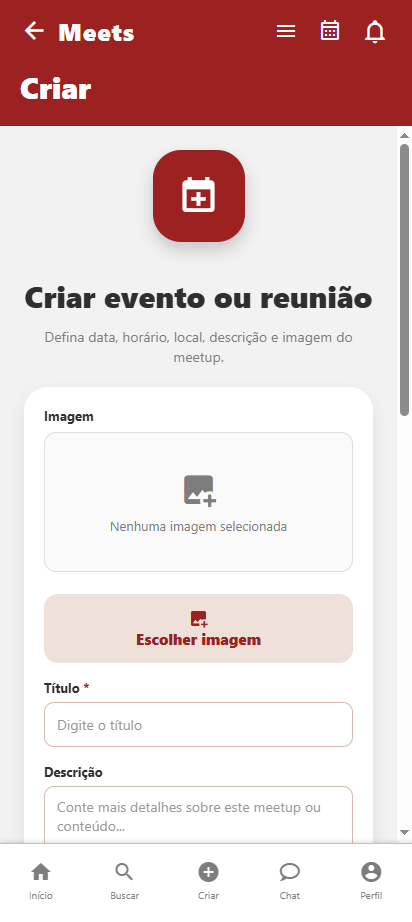 Meets
Criar
Criar evento ou reunião
Defina data, horário, local, descrição e imagem do
meetup.
Imagem
Nenhuma imagem selecionada
Escolher imagem
Título *
Digite o título
Descrição
Conte mais detalhes sobre este meetup ou
conteúdo...
Início
Buscar
Criar
Chat
Perfil